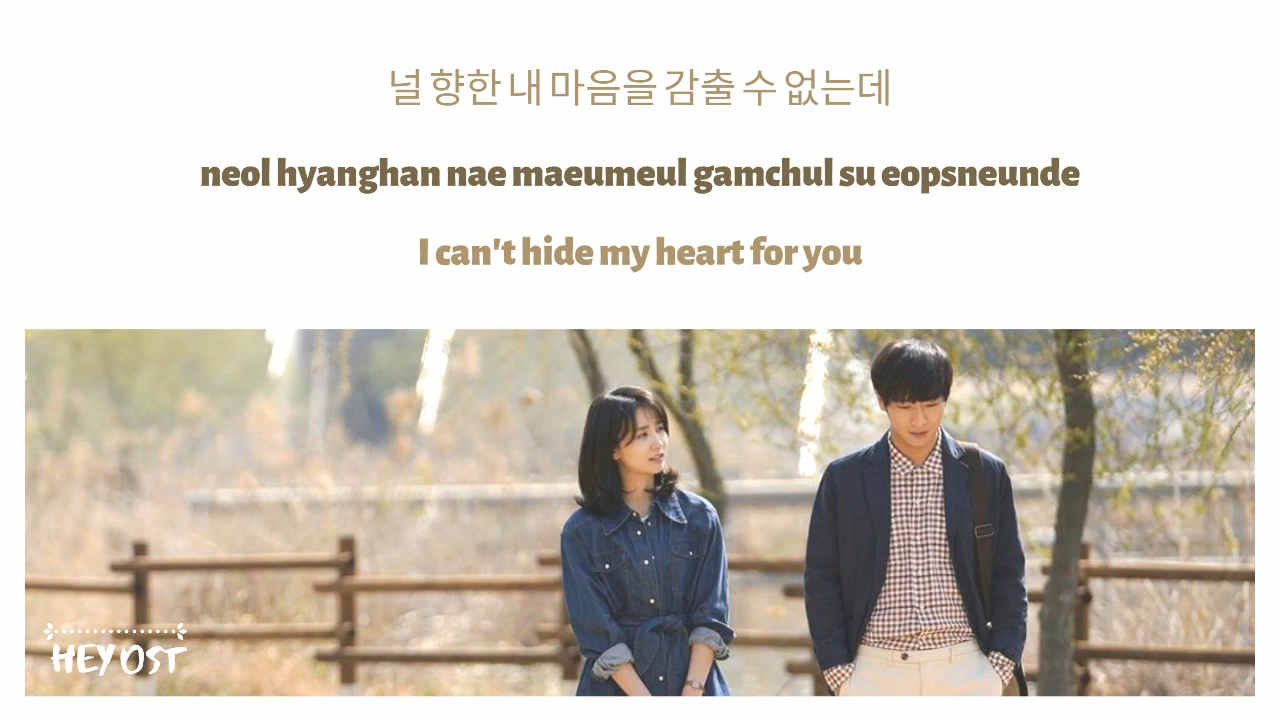 널 향한 내 마음을 감출 수 없는데
neol hyanghan nae maeumeul gamchul su eopsneunde
I can't hide my heart for you
HEY OST